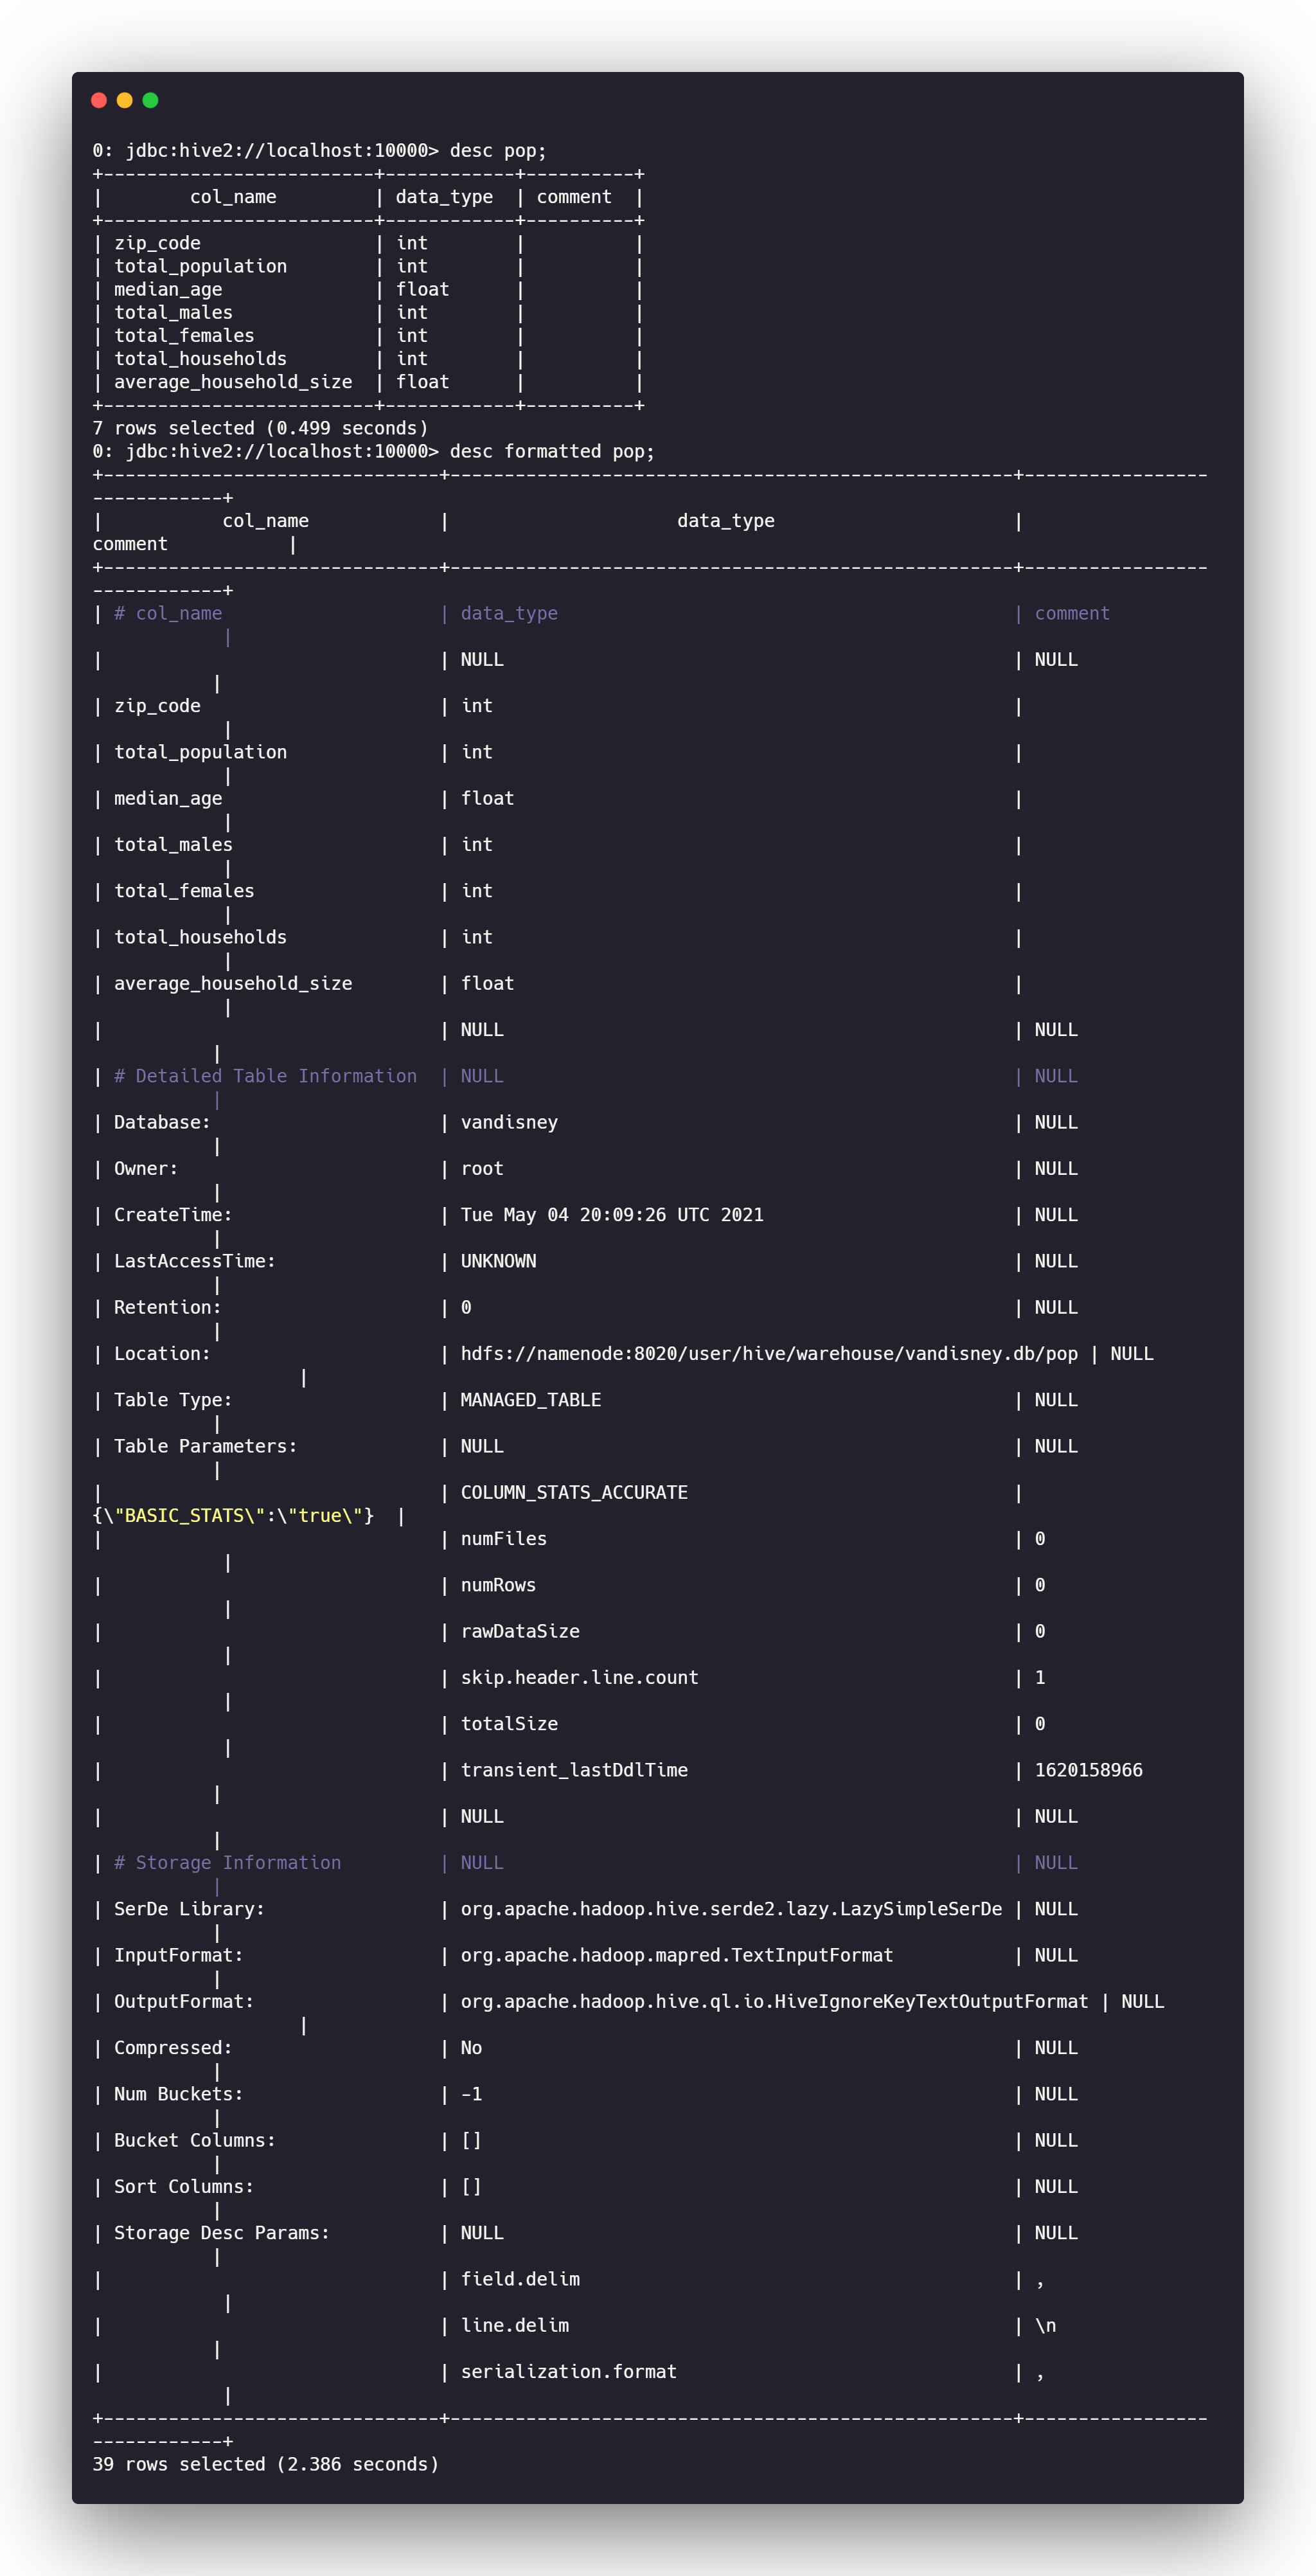 0: jdbc:hive2://localhost:10000> desc pop;
+-------------------------+------------+----------+
|        col_name         | data_type  | comment  |
+-------------------------+------------+----------+
| zip_code                | int        |          |
| total_population        | int        |          |
| median_age              | float      |          |
| total_males             | int        |          |
| total_females           | int        |          |
| total_households        | int        |          |
| average_household_size  | float      |          |
+-------------------------+------------+----------+
7 rows selected (0.499 seconds)
0: jdbc:hive2://localhost:10000> desc formatted pop;
+-------------------------------+----------------------------------------------------+-----------------
------------+
|           col_name            |                     data_type                      |
comment           |
+-------------------------------+----------------------------------------------------+-----------------
------------+
| # col_name                    | data_type                                          | comment
            |
|                               | NULL                                               | NULL
           |
| zip_code                      | int                                                |
            |
| total_population              | int                                                |
            |
| median_age                    | float                                              |
            |
| total_males                   | int                                                |
            |
| total_females                 | int                                                |
            |
| total_households              | int                                                |
            |
| average_household_size        | float                                              |
            |
|                               | NULL                                               | NULL
           |
| # Detailed Table Information  | NULL                                               | NULL
           |
| Database:                     | vandisney                                          | NULL
           |
| Owner:                        | root                                               | NULL
           |
| CreateTime:                   | Tue May 04 20:09:26 UTC 2021                       | NULL
           |
| LastAccessTime:               | UNKNOWN                                            | NULL
           |
| Retention:                    | 0                                                  | NULL
           |
| Location:                     | hdfs://namenode:8020/user/hive/warehouse/vandisney.db/pop | NULL
                   |
| Table Type:                   | MANAGED_TABLE                                      | NULL
           |
| Table Parameters:             | NULL                                               | NULL
           |
|                               | COLUMN_STATS_ACCURATE                              |
{\"BASIC_STATS\":\"true\"}  |
|                               | numFiles                                           | 0
            |
|                               | numRows                                            | 0
            |
|                               | rawDataSize                                        | 0
            |
|                               | skip.header.line.count                             | 1
            |
|                               | totalSize                                          | 0
            |
|                               | transient_lastDdlTime                              | 1620158966
           |
|                               | NULL                                               | NULL
           |
| # Storage Information         | NULL                                               | NULL
           |
| SerDe Library:                | org.apache.hadoop.hive.serde2.lazy.LazySimpleSerDe | NULL
           |
| InputFormat:                  | org.apache.hadoop.mapred.TextInputFormat           | NULL
           |
| OutputFormat:                 | org.apache.hadoop.hive.ql.io.HiveIgnoreKeyTextOutputFormat | NULL
                   |
| Compressed:                   | No                                                 | NULL
           |
| Num Buckets:                  | -1                                                 | NULL
           |
| Bucket Columns:               | []                                                 | NULL
           |
| Sort Columns:                 | []                                                 | NULL
           |
| Storage Desc Params:          | NULL                                               | NULL
           |
|                               | field.delim                                        | ,
            |
|                               | line.delim                                         | \n
           |
|                               | serialization.format                               | ,
            |
+-------------------------------+----------------------------------------------------+-----------------
------------+
39 rows selected (2.386 seconds)